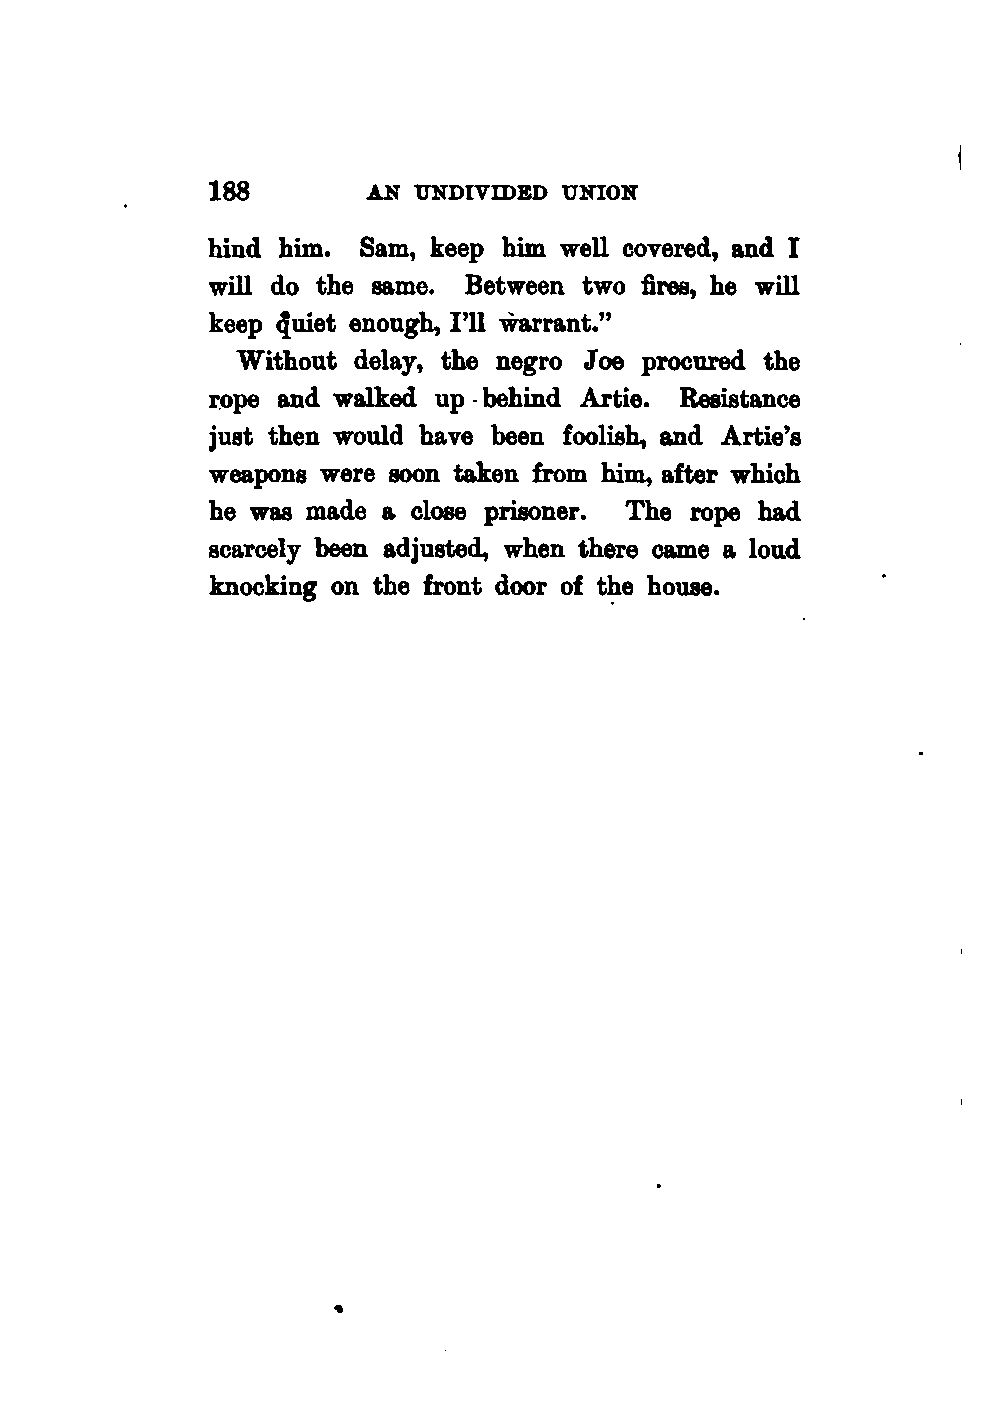 188 AN UNDIVIDED UNION
hind him. Sam, keep him well covered, and I
will do the same. Between two fires, he will
keep quiet enough, I'll warrant."
Without delay, the negro Joe procured the
rope and walked up behind Artie. Resistance
just then would have been foolish, and Artie's
weapons were soon taken from him, after which
he was made a close prisoner. The rope had
scarcely been adjusted, when there came a loud
knocking on the front door of the house.